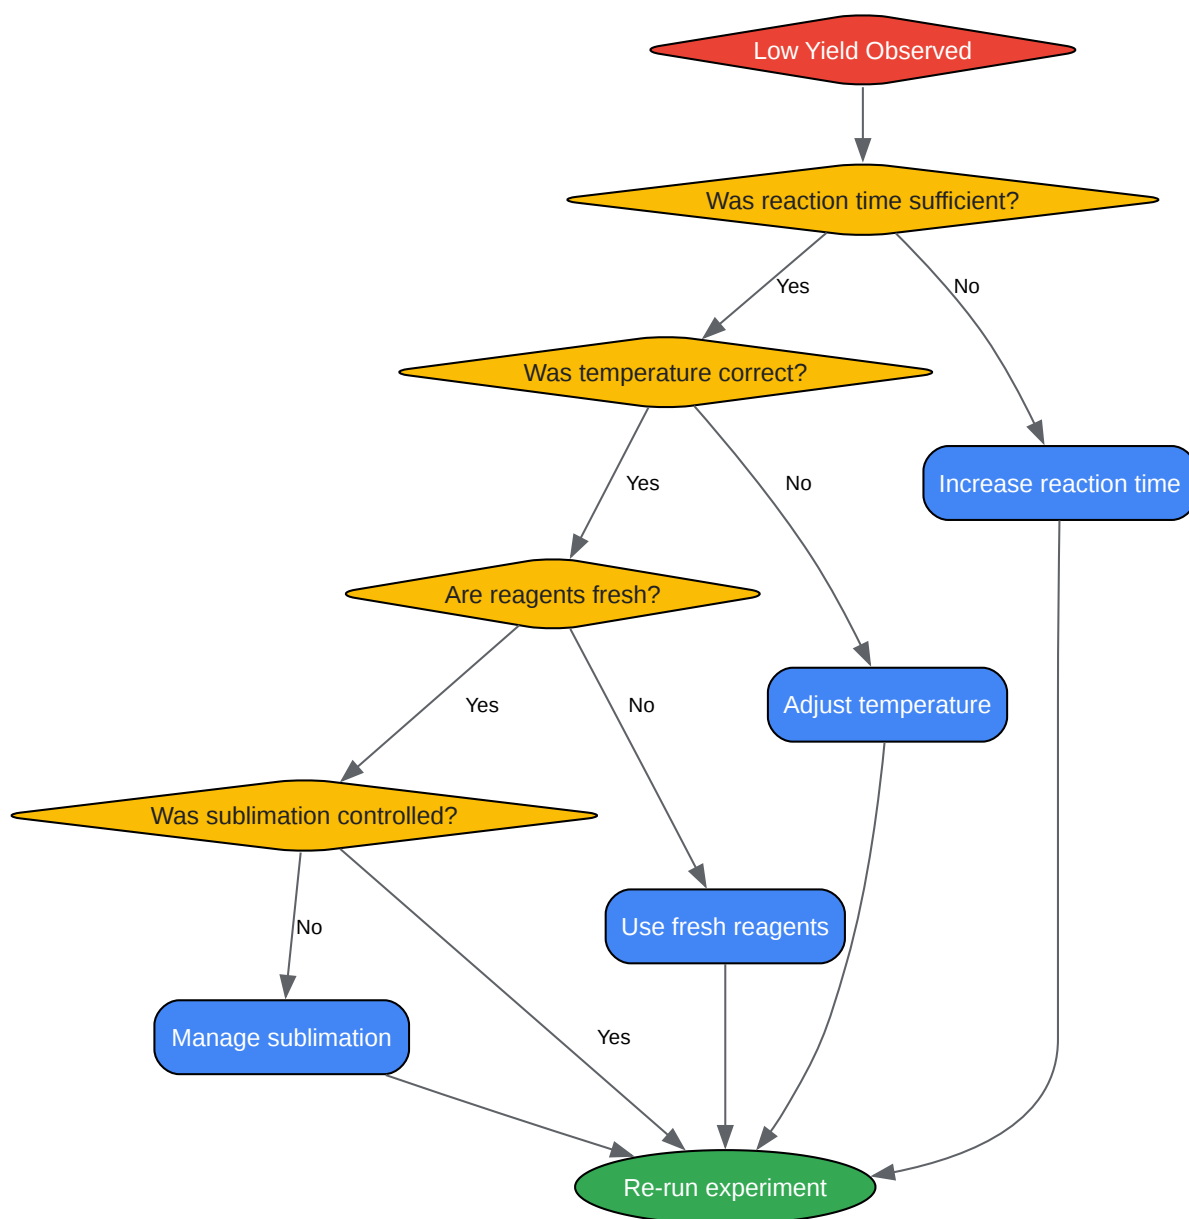 Low Yield Observed
Was reaction time sufficient?
Yes
No
Was temperature correct?
Yes
No
Increase reaction time
Are reagents fresh?
Yes
No
Adjust temperature
Was sublimation controlled?
No
Use fresh reagents
Yes
Manage sublimation
Re-run experiment